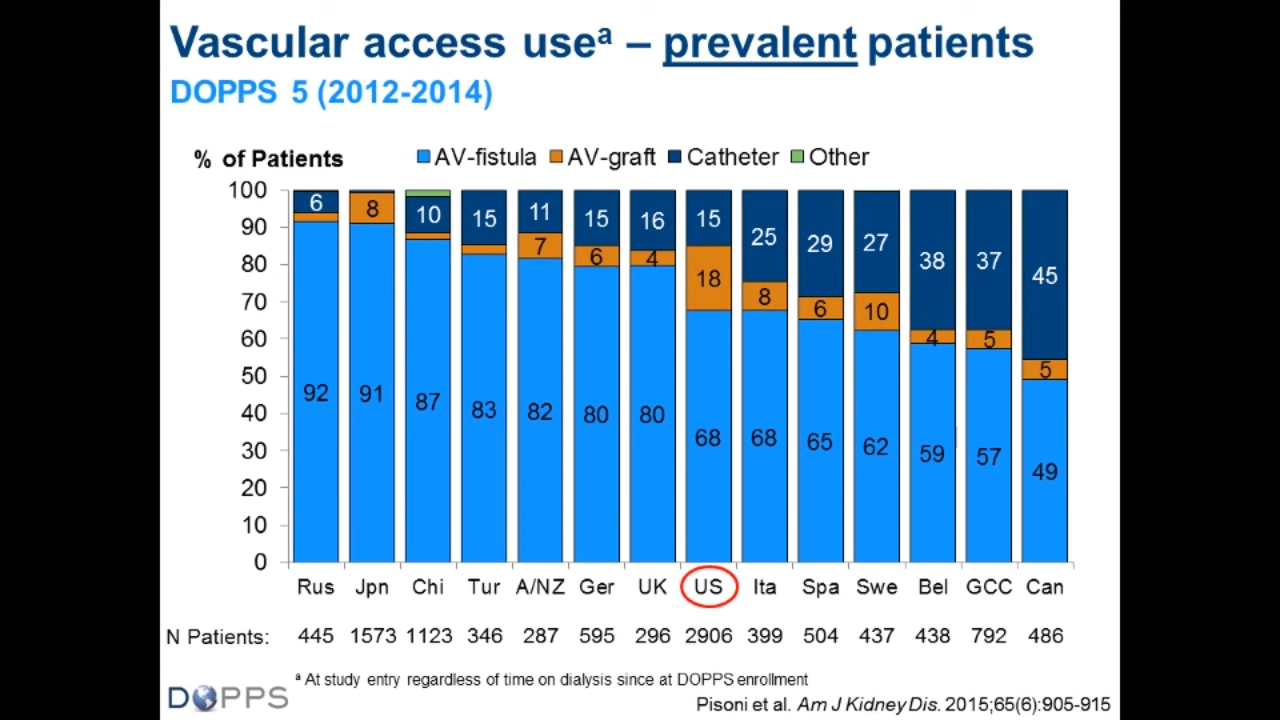 Vascular access useᵃ – prevalent patients
DOPPS 5 (2012-2014)
% of Patients
AV-fistula AV-graft Catheter Other
100
90
80
70
60
50
40
30
20
10
0
6 8 10 15 11 15 16 15 25 29 27 38 37 45
7 6 4 18 8 6 10 4 5 5
92 91 87 83 82 80 80 68 68 65 62 59 57 49
Rus Jpn Chi Tur A/NZ Ger UK US Ita Spa Swe Bel GCC Can
N Patients: 445 1573 1123 346 287 595 296 2906 399 504 437 438 792 486
ᵃ At study entry regardless of time on dialysis since at DOPPS enrollment
DOPPS
Pisoni et al. Am J Kidney Dis. 2015;65(6):905-915